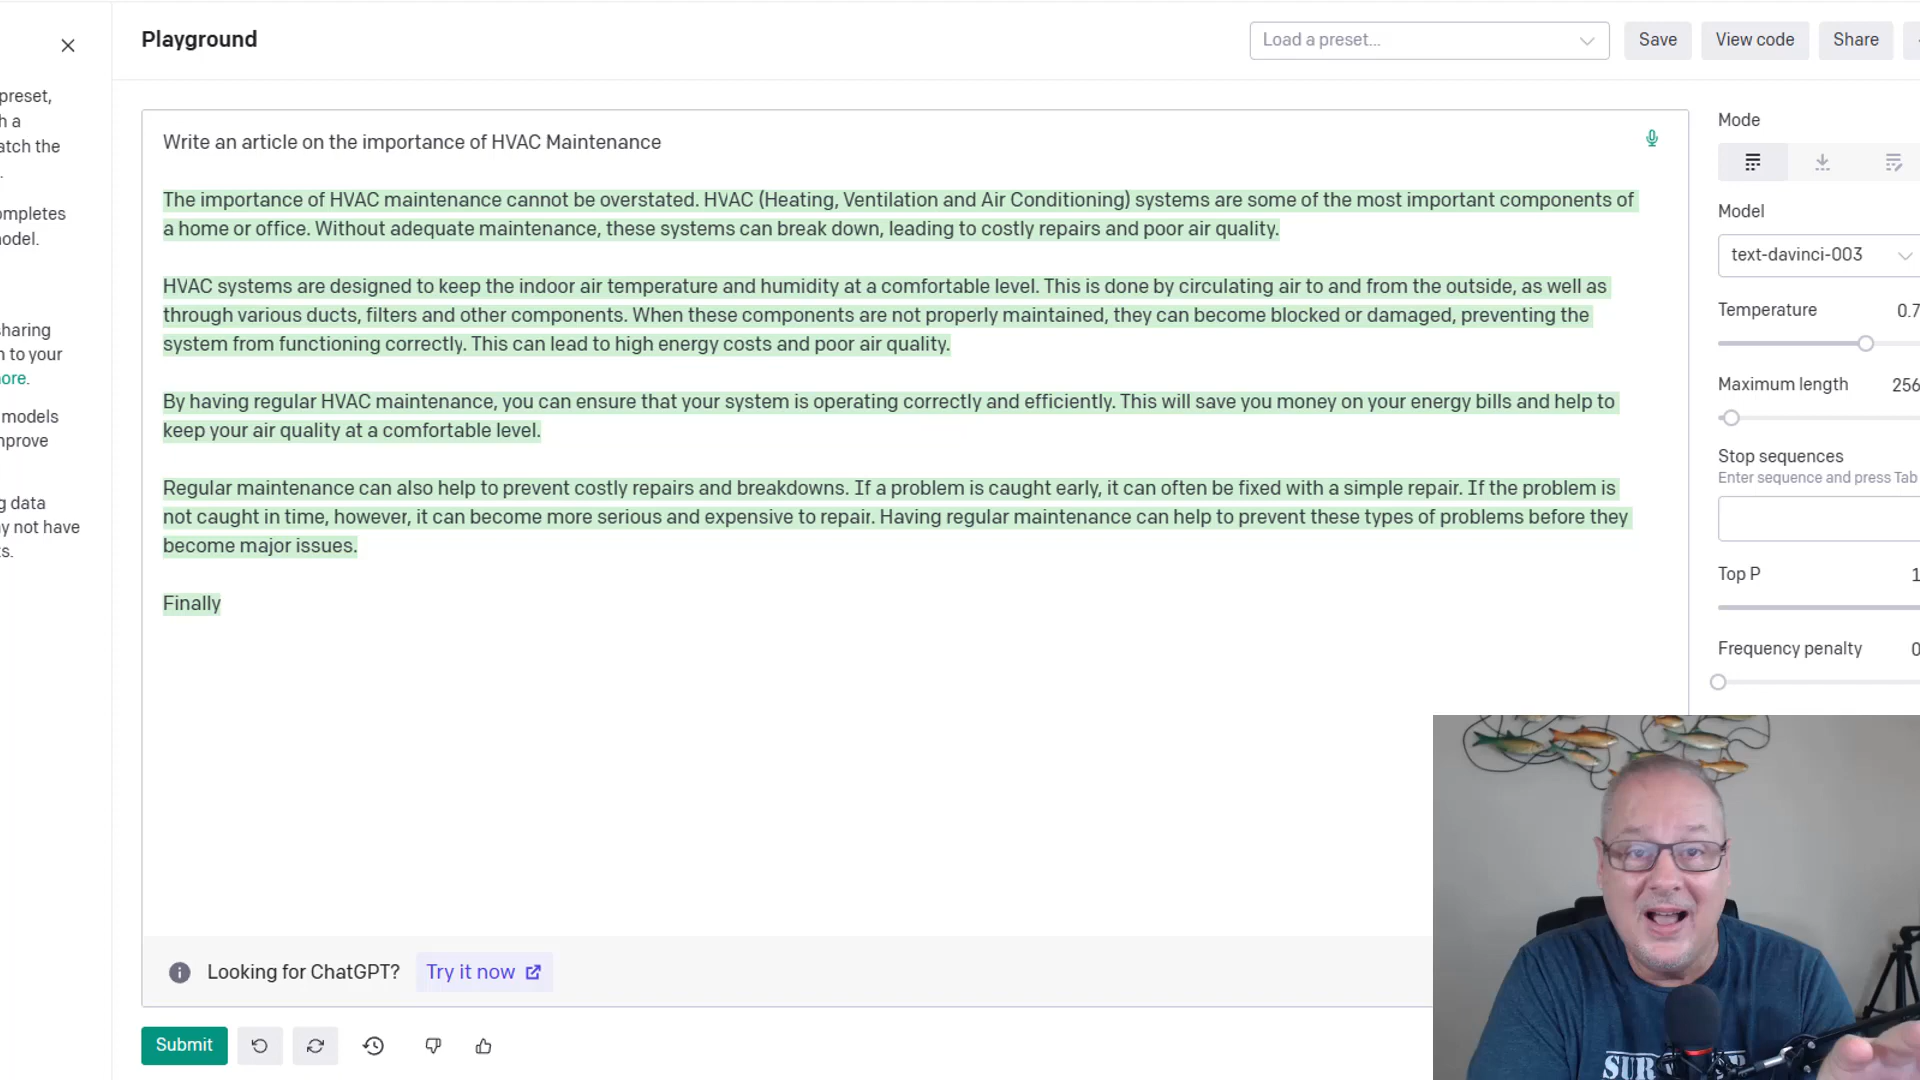 Playground
Load a preset...
Save
View code
Share
preset,
h a
atch the
.
ompletes
odel.
haring
n to your
ore.
models
nprove
g data
y not have
s.
Write an article on the importance of HVAC Maintenance
The importance of HVAC maintenance cannot be overstated. HVAC (Heating, Ventilation and Air Conditioning) systems are some of the most important components of
a home or office. Without adequate maintenance, these systems can break down, leading to costly repairs and poor air quality.
HVAC systems are designed to keep the indoor air temperature and humidity at a comfortable level. This is done by circulating air to and from the outside, as well as
through various ducts, filters and other components. When these components are not properly maintained, they can become blocked or damaged, preventing the
system from functioning correctly. This can lead to high energy costs and poor air quality.
By having regular HVAC maintenance, you can ensure that your system is operating correctly and efficiently. This will save you money on your energy bills and help to
keep your air quality at a comfortable level.
Regular maintenance can also help to prevent costly repairs and breakdowns. If a problem is caught early, it can often be fixed with a simple repair. If the problem is
not caught in time, however, it can become more serious and expensive to repair. Having regular maintenance can help to prevent these types of problems before they
become major issues.
Finally
Looking for ChatGPT? Try it now
Submit
Mode
Model
text-davinci-003
Temperature 0.7
Maximum length 256
Stop sequences
Enter sequence and press Tab
Top P 1
Frequency penalty 0